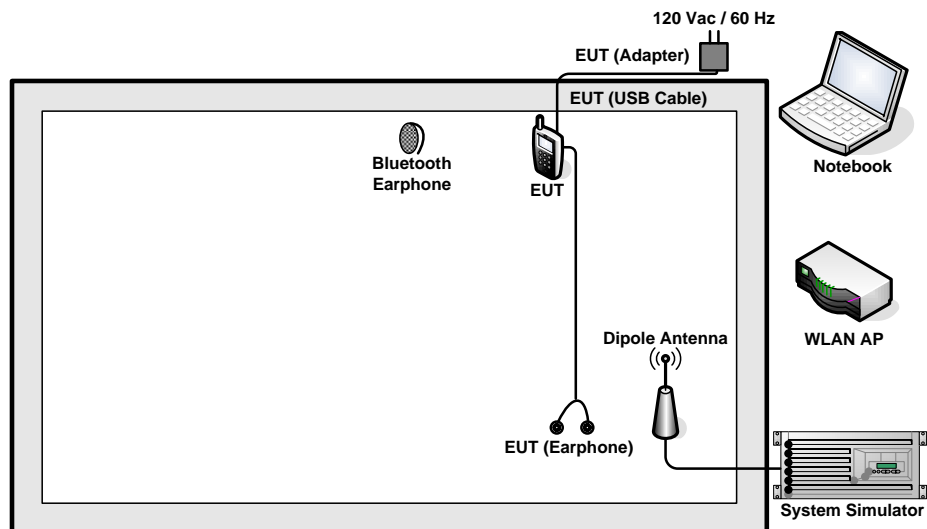 120 Vac / 60 Hz
EUT (Adapter)
EUT (USB Cable)
Bluetooth
Earphone
EUT
Notebook
WLAN AP
Dipole Antenna
EUT (Earphone)
System Simulator